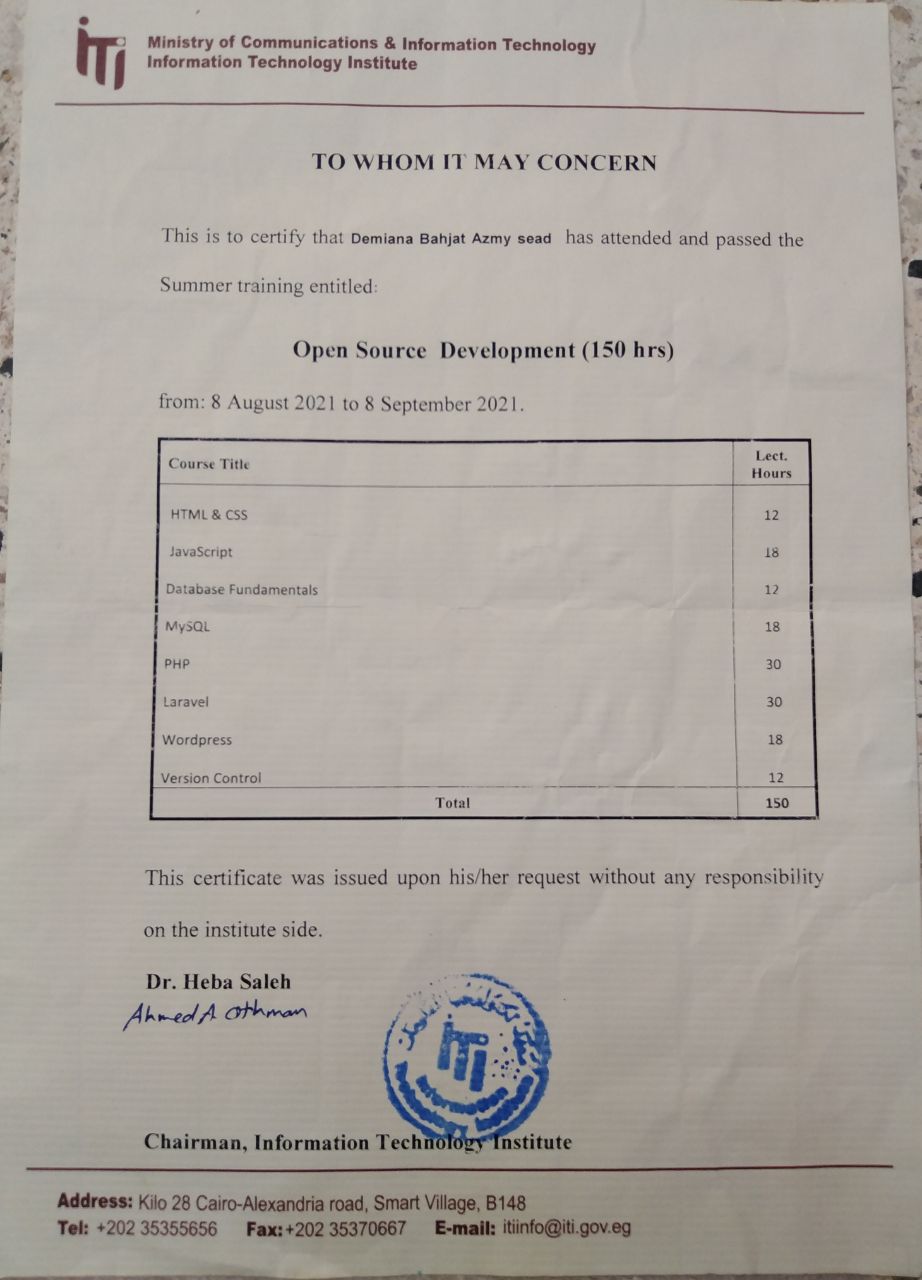 iTi
Ministry of Communications & Information Technology
Information Technology Institute
TO WHOM IT MAY CONCERN
This is to certify that Demiana Bahjat Azmy sead has attended and passed the
Summer training entitled:
Open Source Development (150 hrs)
from: 8 August 2021 to 8 September 2021.
Course Title Lect. Hours
HTML & CSS 12
JavaScript 18
Database Fundamentals 12
MySQL 18
PHP 30
Laravel 30
Wordpress 18
Version Control 12
Total 150
This certificate was issued upon his/her request without any responsibility
on the institute side.
Dr. Heba Saleh
Ahmed A Othman
iTi
Chairman, Information Technology Institute
Address: Kilo 28 Cairo-Alexandria road, Smart Village, B148
Tel: +202 35355656 Fax:+202 35370667 E-mail: itiinfo@iti.gov.eg